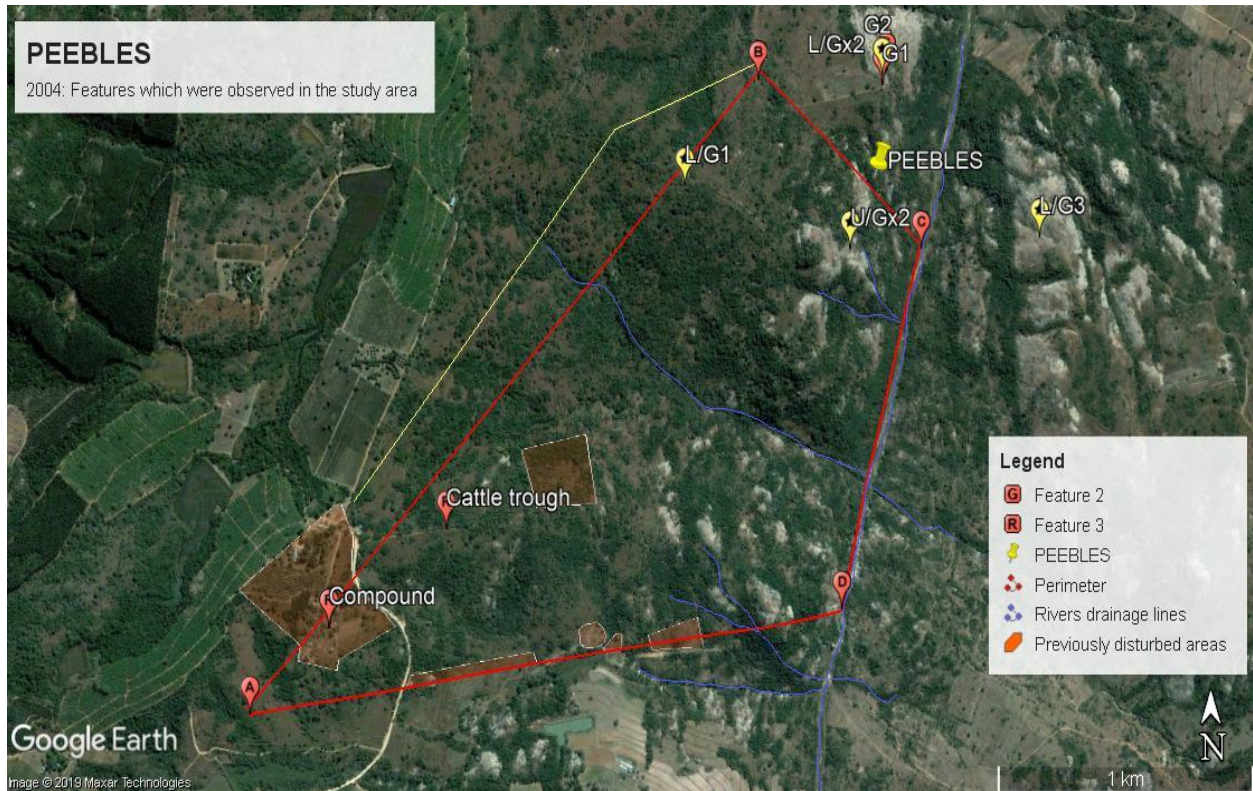 PEEBLES
2004: Features which were observed in the study area
B
G2
L/Gx2
G1
L/G1
PEEBLES
U/Gx2
C
L/G3
Cattle trough_
Compound
D
A
Legend
G Feature 2
R Feature 3
PEEBLES
Perimeter
Rivers drainage lines
Previously disturbed areas
Google Earth
Image © 2019 Maxar Technologies
N
1 km